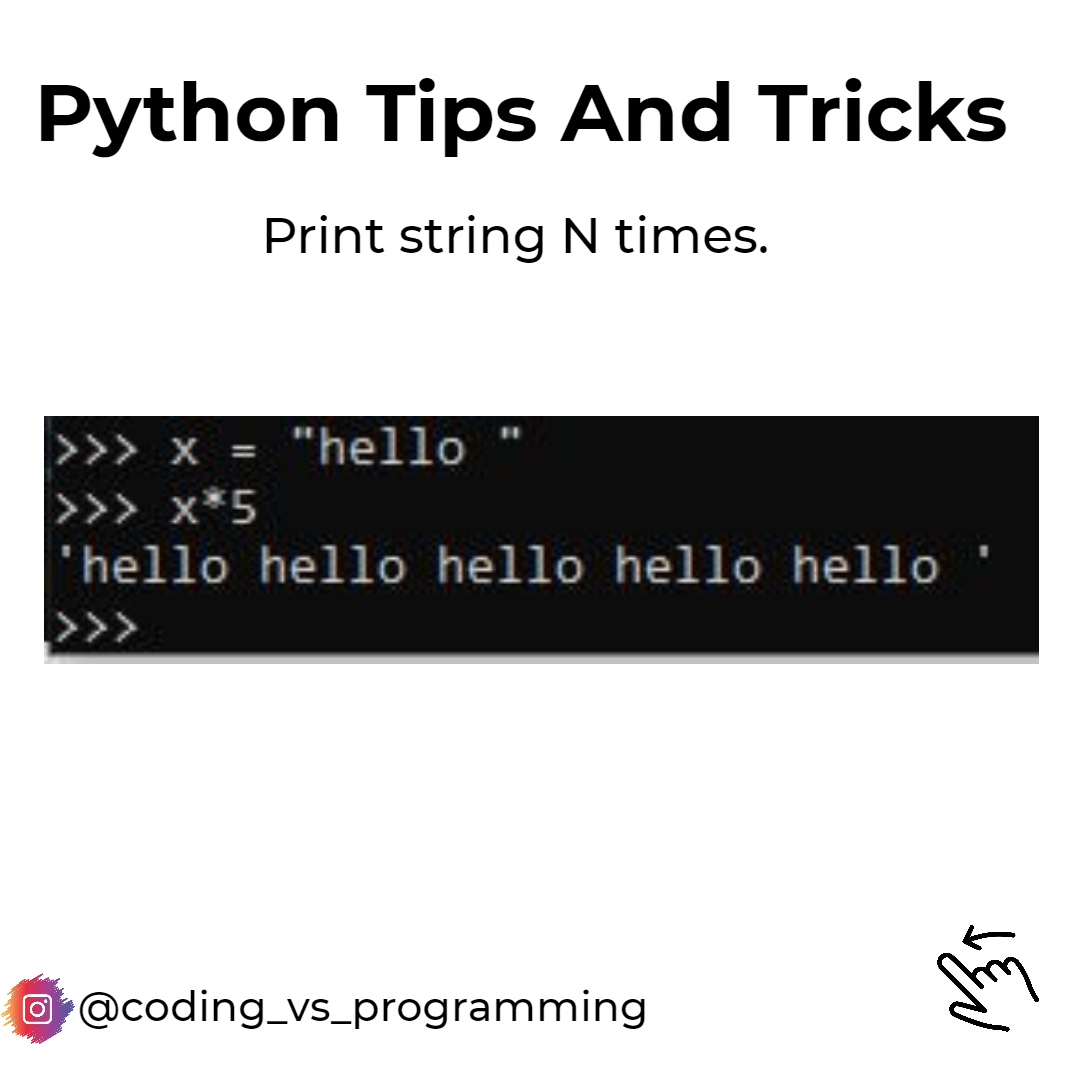 Python Tips And Tricks
Print string N times.
>>> x = "hello "
>>> x*5
'hello hello hello hello hello '
>>>
@coding_vs_programming